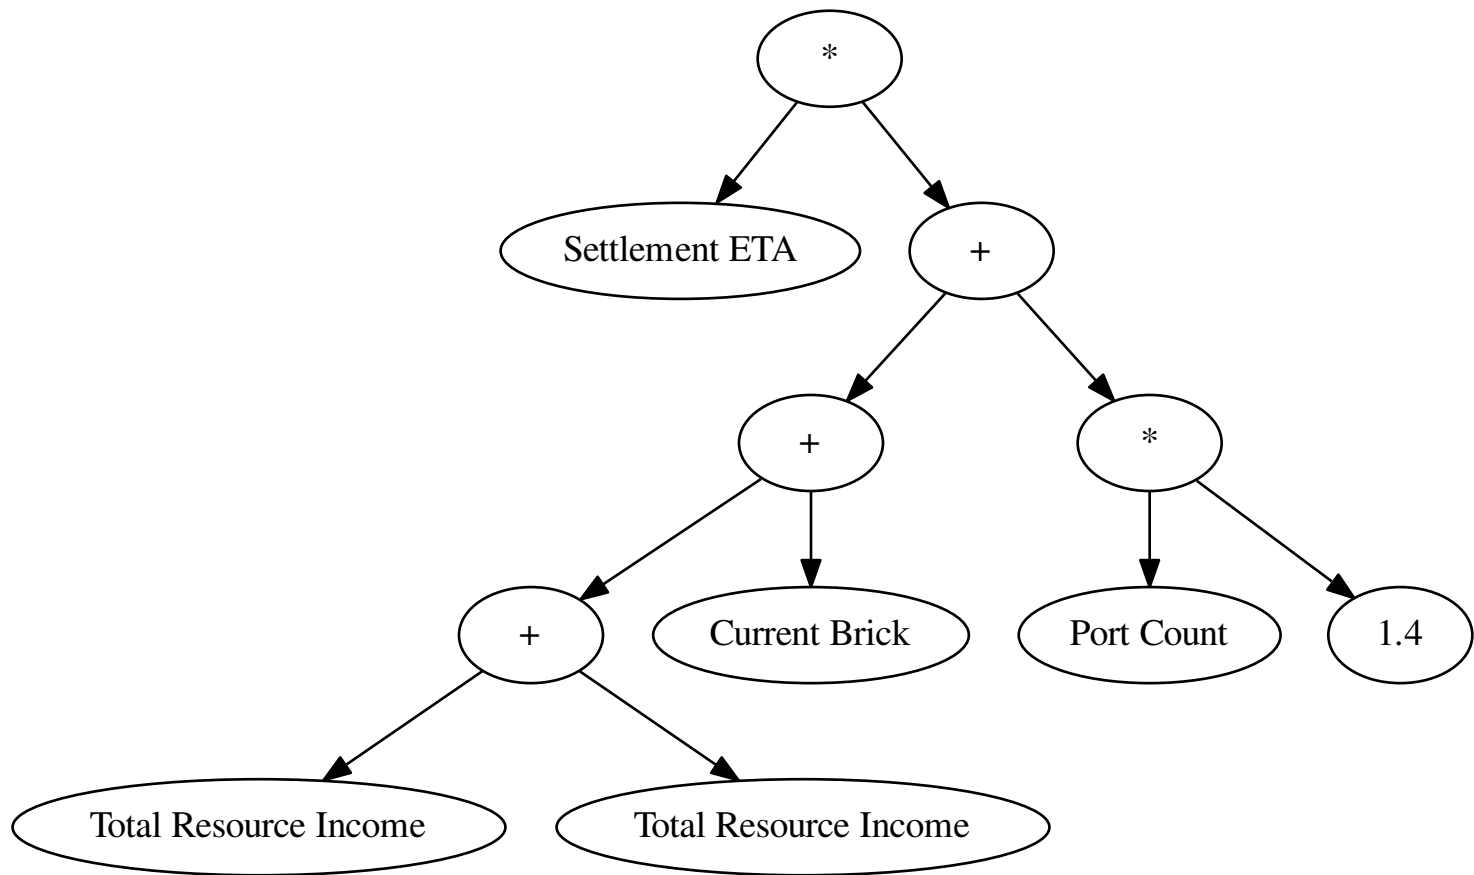 *
Settlement ETA
+
+
*
+
Current Brick
Port Count
1.4
Total Resource Income
Total Resource Income